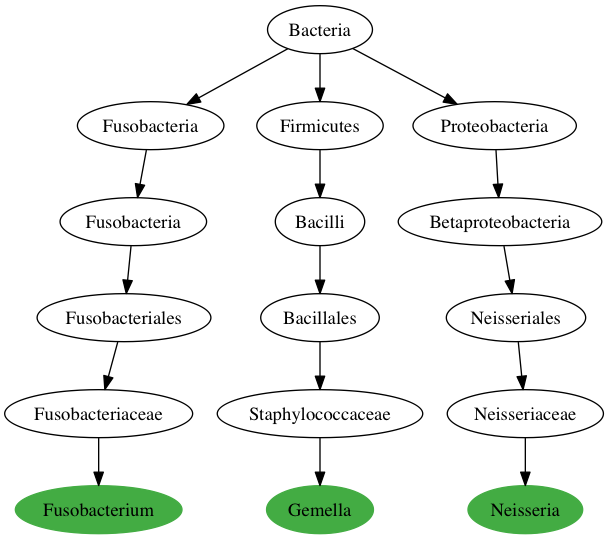 Bacteria
Fusobacteria Firmicutes Proteobacteria
Fusobacteria Bacilli Betaproteobacteria
Fusobacteriales Bacillales Neisseriales
Fusobacteriaceae Staphylococcaceae Neisseriaceae
Fusobacterium Gemella Neisseria